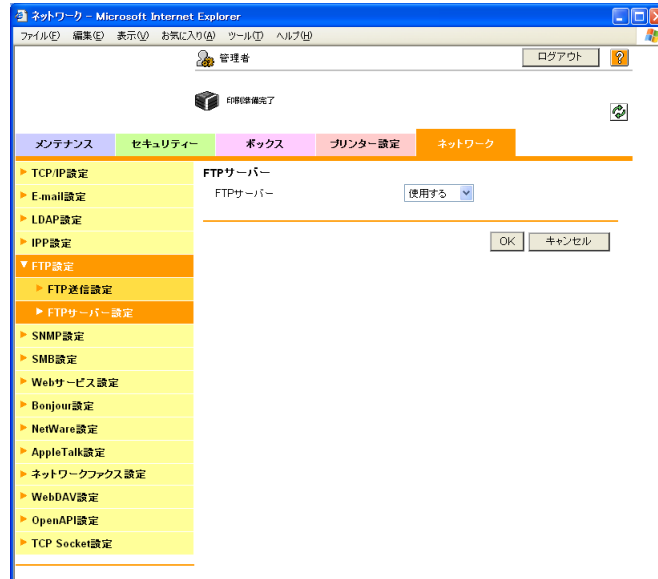 ネットワーク - Microsoft Internet Explorer
ファイル(F) 編集(E) 表示(V) お気に入り(A) ツール(T) ヘルプ(H)
管理者 ログアウト ?
印刷準備完了
メンテナンス セキュリティー ボックス プリンター設定 ネットワーク
TCP/IP設定
E-mail設定
LDAP設定
IPP設定
FTP設定
FTP送信設定
FTPサーバー設定
SNMP設定
SMB設定
Webサービス設定
Bonjour設定
NetWare設定
AppleTalk設定
ネットワークファクス設定
WebDAV設定
OpenAPI設定
TCP Socket設定
FTPサーバー
FTPサーバー 使用する
OK キャンセル